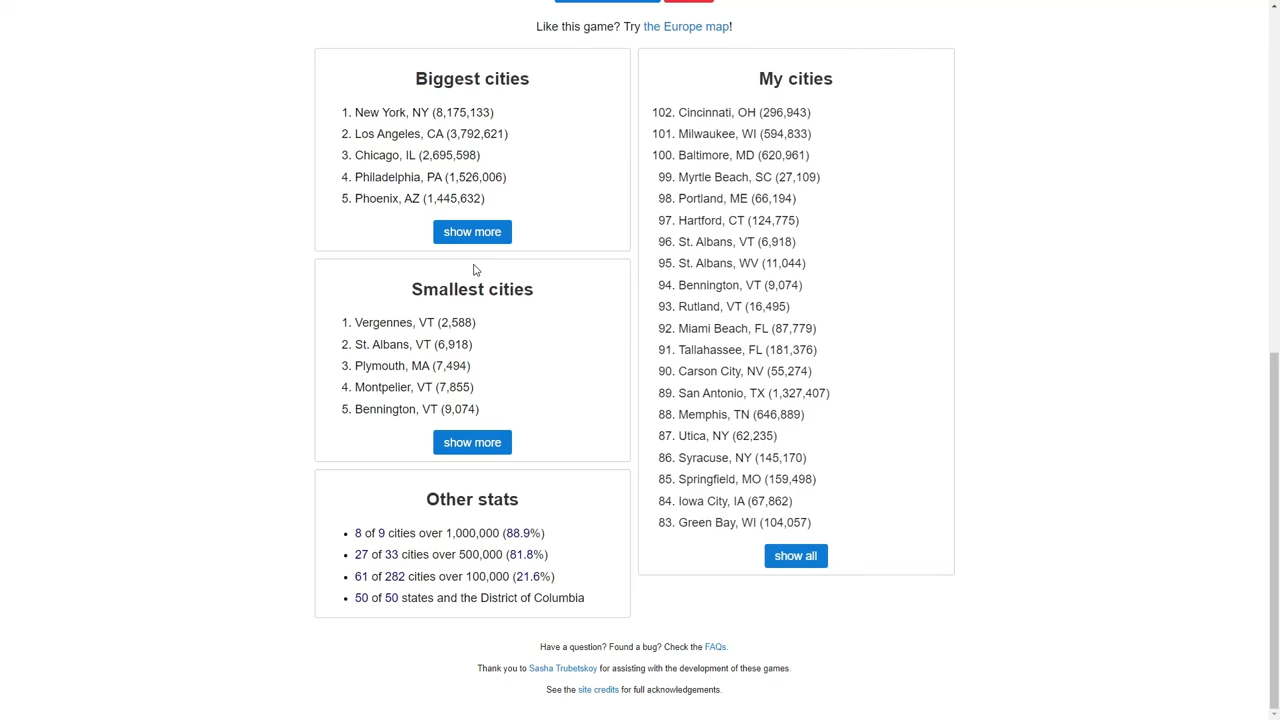 Like this game? Try the Europe map!
Biggest cities
1. New York, NY (8,175,133)
2. Los Angeles, CA (3,792,621)
3. Chicago, IL (2,695,598)
4. Philadelphia, PA (1,526,006)
5. Phoenix, AZ (1,445,632)
show more
Smallest cities
1. Vergennes, VT (2,588)
2. St. Albans, VT (6,918)
3. Plymouth, MA (7,494)
4. Montpelier, VT (7,855)
5. Bennington, VT (9,074)
show more
Other stats
• 8 of 9 cities over 1,000,000 (88.9%)
• 27 of 33 cities over 500,000 (81.8%)
• 61 of 282 cities over 100,000 (21.6%)
• 50 of 50 states and the District of Columbia
My cities
102. Cincinnati, OH (296,943)
101. Milwaukee, WI (594,833)
100. Baltimore, MD (620,961)
99. Myrtle Beach, SC (27,109)
98. Portland, ME (66,194)
97. Hartford, CT (124,775)
96. St. Albans, VT (6,918)
95. St. Albans, WV (11,044)
94. Bennington, VT (9,074)
93. Rutland, VT (16,495)
92. Miami Beach, FL (87,779)
91. Tallahassee, FL (181,376)
90. Carson City, NV (55,274)
89. San Antonio, TX (1,327,407)
88. Memphis, TN (646,889)
87. Utica, NY (62,235)
86. Syracuse, NY (145,170)
85. Springfield, MO (159,498)
84. Iowa City, IA (67,862)
83. Green Bay, WI (104,057)
show all
Have a question? Found a bug? Check the FAQs.
Thank you to Sasha Trubetskoy for assisting with the development of these games.
See the site credits for full acknowledgements.